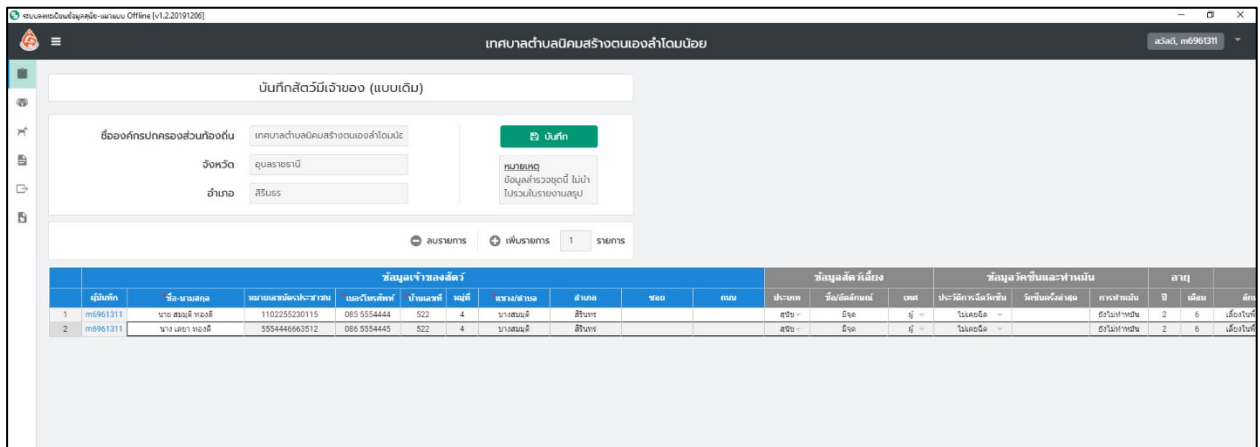 ระบบลงทะเบียนข้อมูลสุนัข-แมวแบบ Offline [v1.2.20191206]
เทศบาลตำบลนิคมสร้างตนเองลำโดมน้อย
สวัสดี, m6961311
บันทึกสัตว์มีเจ้าของ (แบบเดิม)
ชื่อองค์กรปกครองส่วนท้องถิ่น เทศบาลตำบลนิคมสร้างตนเองลำโดมน้อ
บันทึก
จังหวัด อุบลราชธานี
อำเภอ สิรินธร
หมายเหตุ
ข้อมูลสำรวจชุดนี้ ไม่นำ
ไปรวมในรายงานสรุป
ลบรายการ เพิ่มรายการ 1 รายการ
ข้อมูลเจ้าของสัตว์ ข้อมูลสัตว์เลี้ยง ข้อมูลวัคซีนและทำหมัน อายุ
ผู้บันทึก *ชื่อ-นามสกุล หมายเลขบัตรประชาชน *เบอร์โทรศัพท์ *บ้านเลขที่ หมู่ที่ *แขวง/ตำบล อำเภอ ซอย ถนน ประเภท ชื่อ/อัตลักษณ์ เพศ ประวัติการฉีดวัคซีน วัคซีนครั้งล่าสุด การทำหมัน ปี เดือน
1 m6961311 นาย สมมุติ ทองดี 1102255230115 085 5554444 522 4 บางสมมุติ สิรินทร สุนัข มีจุด ผู้ ไม่เคยฉีด ยังไม่ทำหมัน 2 6
2 m6961311 นาง เลขา ทองดี 5554446663512 085 5554445 522 4 บางสมมุติ สิรินทร สุนัข มีจุด ผู้ ไม่เคยฉีด ยังไม่ทำหมัน 2 6